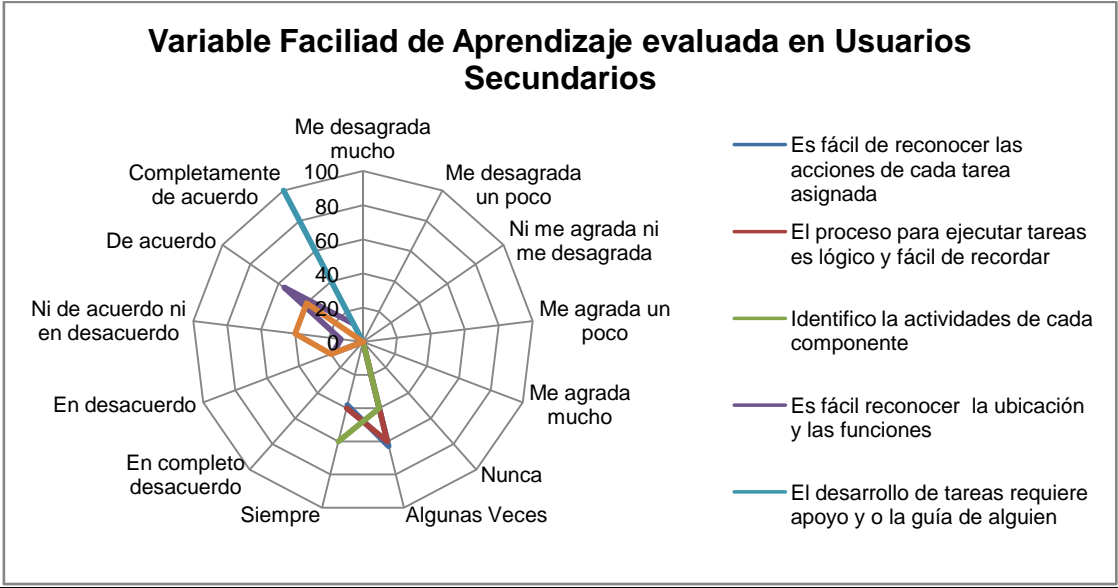 Variable Faciliad de Aprendizaje evaluada en Usuarios
Secundarios
Me desagrada
mucho
Me desagrada
un poco
Ni me agrada ni
me desagrada
Me agrada un
poco
Me agrada
mucho
Nunca
Algunas Veces
Siempre
En completo
desacuerdo
En desacuerdo
Ni de acuerdo ni
en desacuerdo
De acuerdo
Completamente
de acuerdo
100
80
60
40
20
0
Es fácil de reconocer las
acciones de cada tarea
asignada
El proceso para ejecutar tareas
es lógico y fácil de recordar
Identifico la actividades de cada
componente
Es fácil reconocer la ubicación
y las funciones
El desarrollo de tareas requiere
apoyo y o la guía de alguien